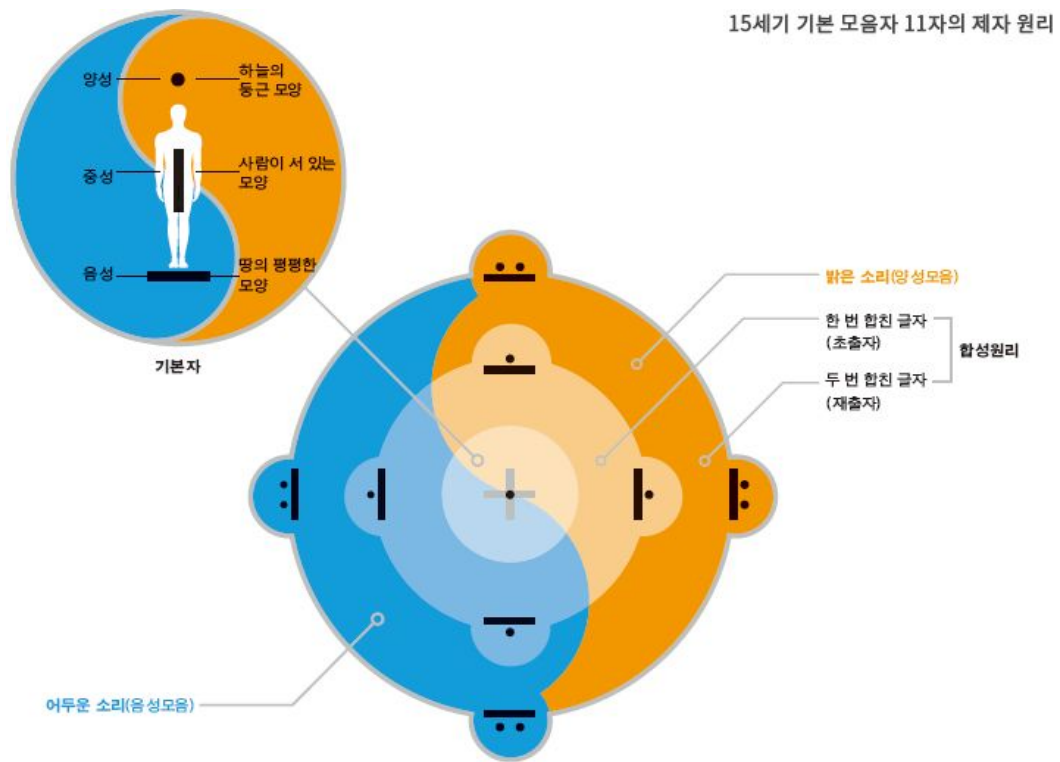 15세기 기본 모음자 11자의 제자 원리
양성
하늘의
둥근 모양
중성
사람이 서 있는
모양
음성
땅의 평평한
모양
기본자
밝은 소리(양성모음)
한 번 합친 글자
(초출자)
합성원리
두 번 합친 글자
(재출자)
어두운 소리(음성모음)